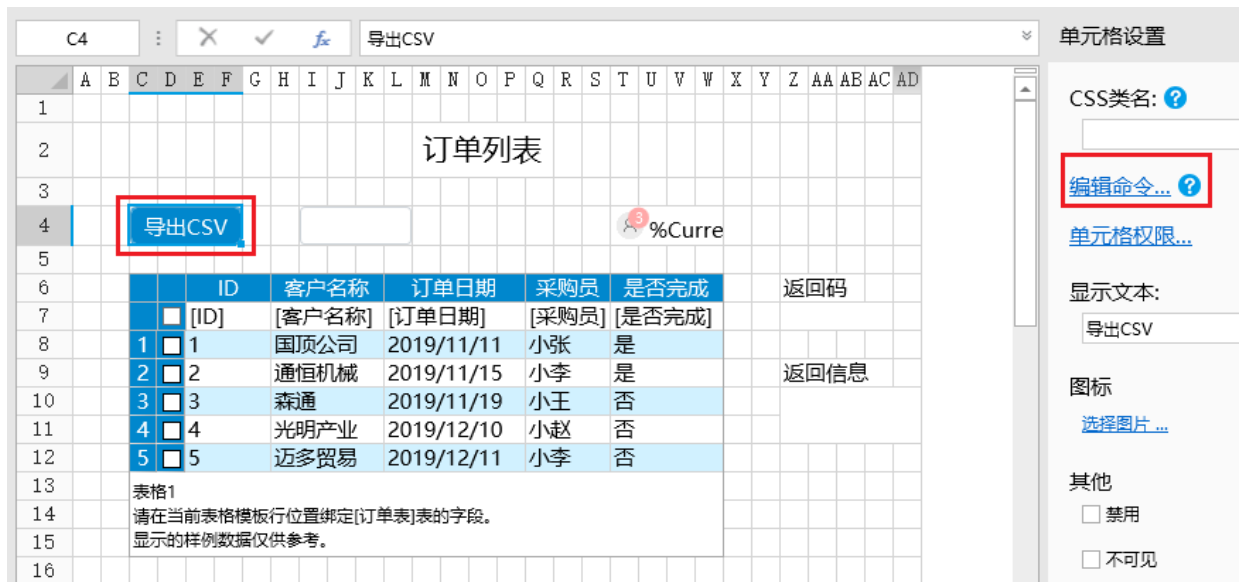 C4 fx 导出CSV 单元格设置
A B C D E F G H I J K L M N O P Q R S T U V W X Y Z AA AB AC AD
CSS类名: ?
1
2 订单列表
3
编辑命令... ?
4 导出CSV 3 %Curre
单元格权限...
5
6 ID 客户名称 订单日期 采购员 是否完成 返回码
显示文本:
7 [ID] [客户名称] [订单日期] [采购员] [是否完成]
导出CSV
8 1 1 国顶公司 2019/11/11 小张 是
9 2 2 通恒机械 2019/11/15 小李 是 返回信息
图标
10 3 3 森通 2019/11/19 小王 否
11 4 4 光明产业 2019/12/10 小赵 否
选择图片 ...
12 5 5 迈多贸易 2019/12/11 小李 否
13 表格1
其他
14 请在当前表格模板行位置绑定[订单表]表的字段。
禁用
15 显示的样例数据仅供参考。
不可见
16